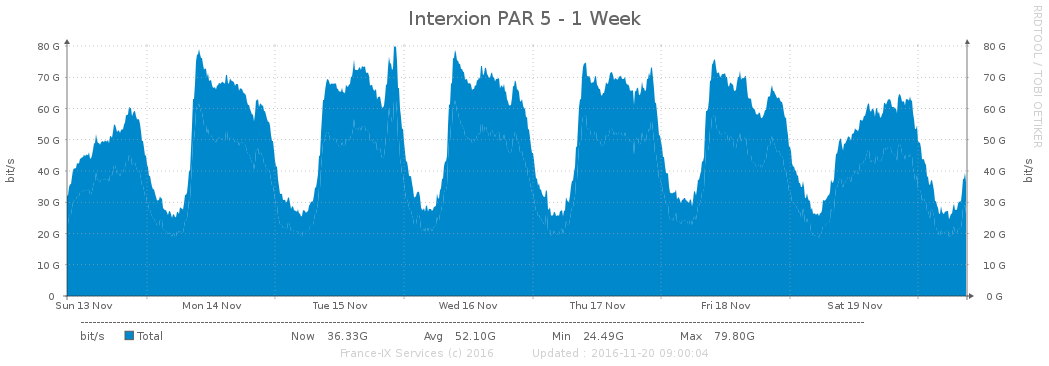 Interxion PAR 5 - 1 Week
RRDTOOL / TOBI OETIKER
bit/s
bit/s
80 G 80 G
70 G 70 G
60 G 60 G
50 G 50 G
40 G 40 G
30 G 30 G
20 G 20 G
10 G 10 G
0 0 G
Sun 13 Nov Mon 14 Nov Tue 15 Nov Wed 16 Nov Thu 17 Nov Fri 18 Nov Sat 19 Nov
bit/s Total Now 36.33G Avg 52.10G Min 24.49G Max 79.80G
France-IX Services (c) 2016 Updated : 2016-11-20 09:00:04